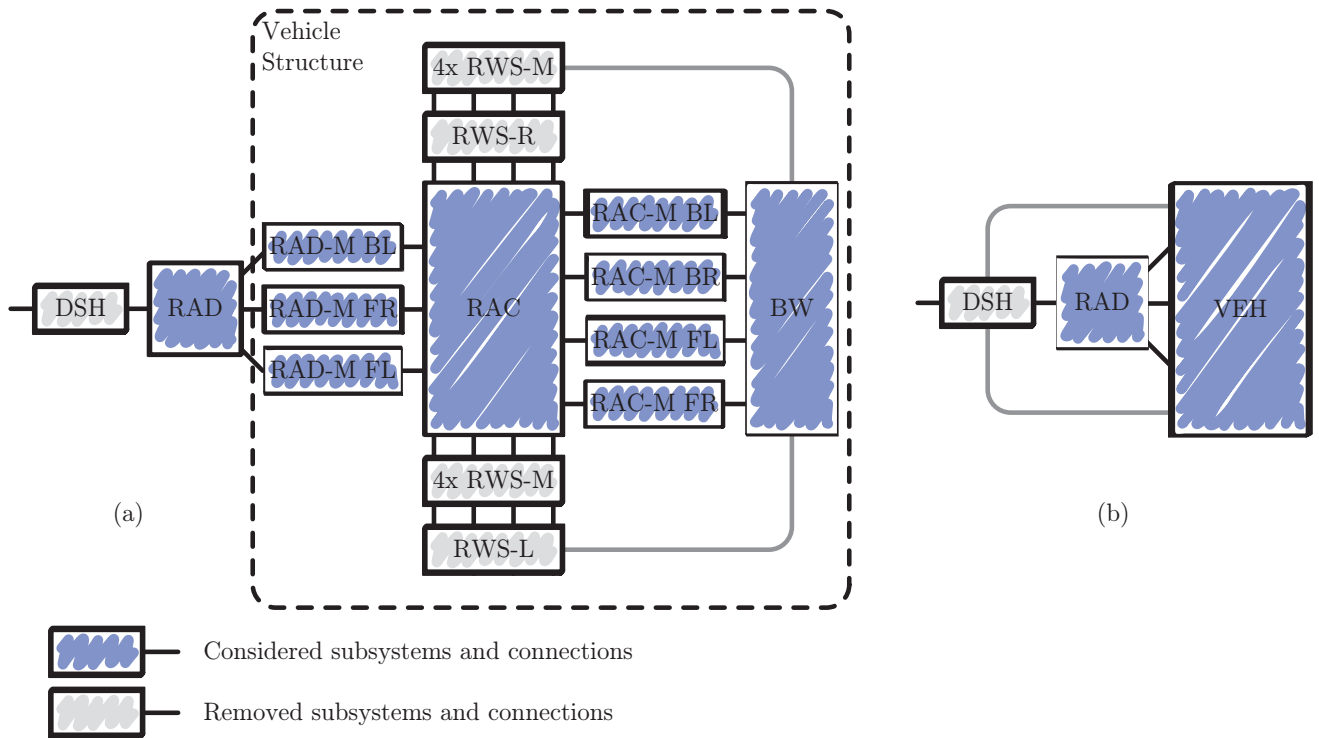 Vehicle
Structure
4x RWS-M
RWS-R
RAD-M BL
RAD-M FR
RAD-M FL
DSH
RAD
RAC
RAC-M BL
RAC-M BR
RAC-M FL
RAC-M FR
BW
4x RWS-M
RWS-L
(a)
DSH
RAD
VEH
(b)
Considered subsystems and connections
Removed subsystems and connections